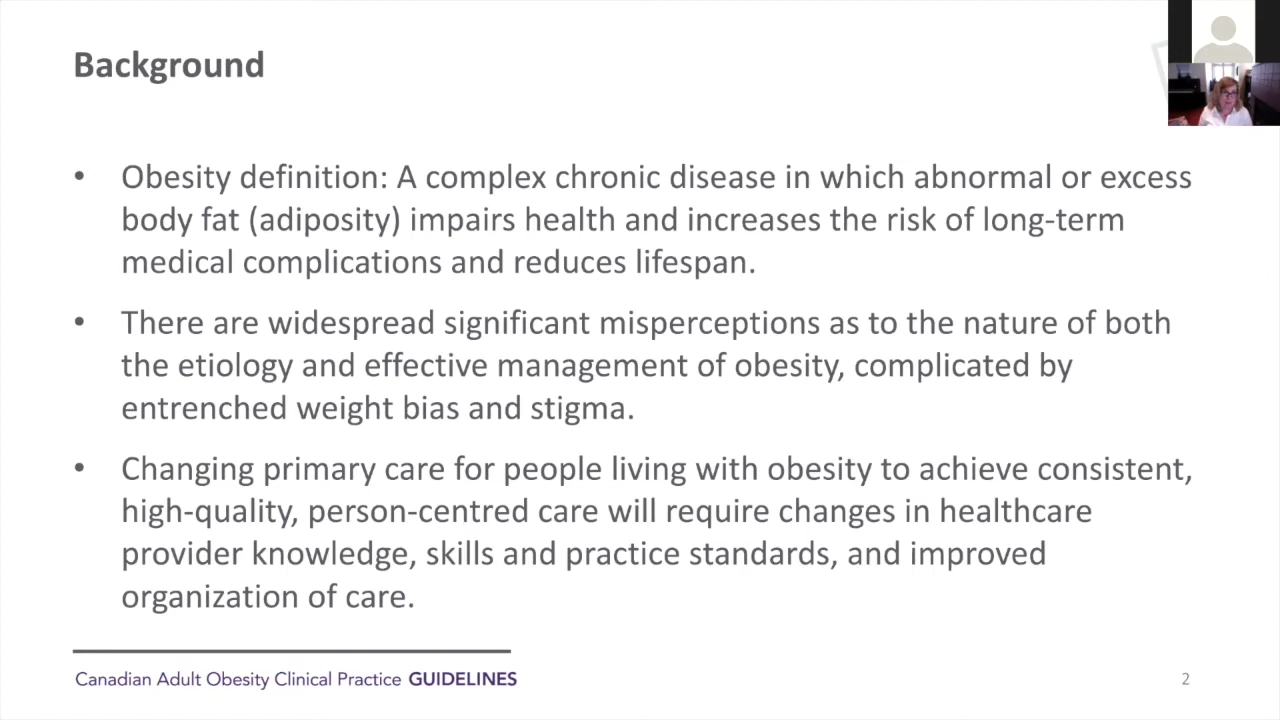 Background
• Obesity definition: A complex chronic disease in which abnormal or excess
body fat (adiposity) impairs health and increases the risk of long-term
medical complications and reduces lifespan.
• There are widespread significant misperceptions as to the nature of both
the etiology and effective management of obesity, complicated by
entrenched weight bias and stigma.
• Changing primary care for people living with obesity to achieve consistent,
high-quality, person-centred care will require changes in healthcare
provider knowledge, skills and practice standards, and improved
organization of care.
Canadian Adult Obesity Clinical Practice GUIDELINES
2